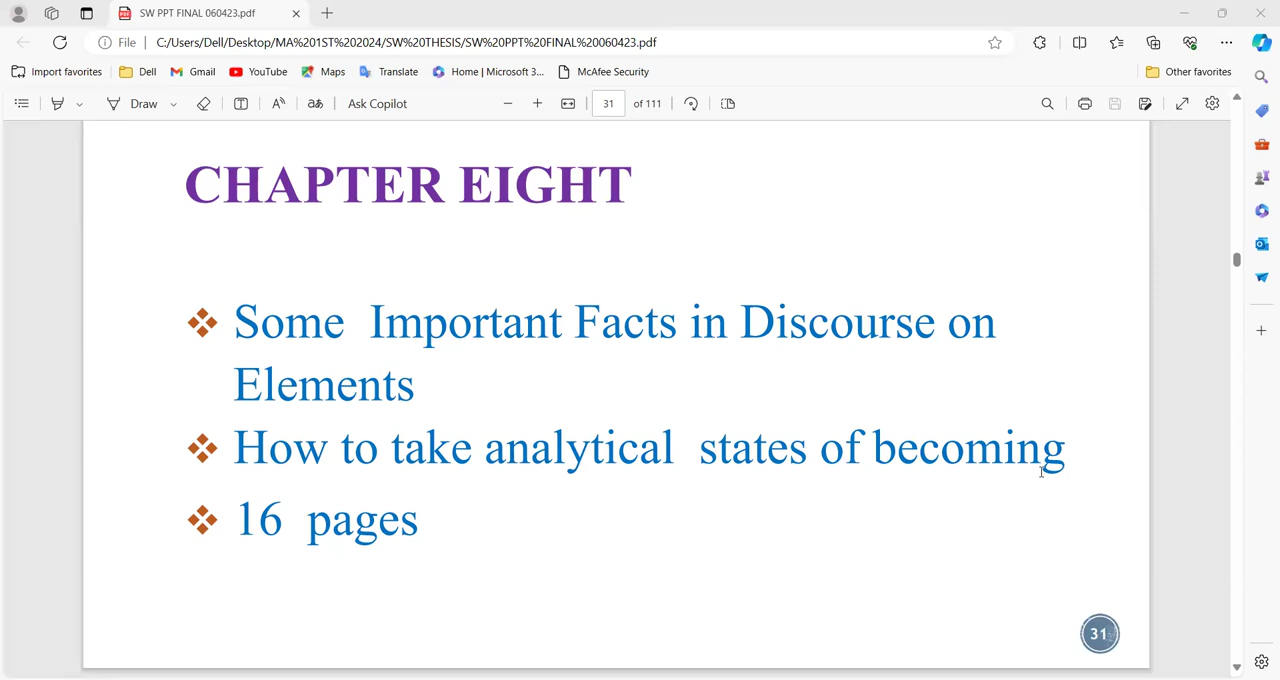 SW PPT FINAL 060423.pdf
File
C:/Users/Dell/Desktop/MA%201ST%202024/SW%20THESIS/SW%20PPT%20FINAL%20060423.pdf
Import favorites
Dell
Gmail
YouTube
Maps
Translate
Home | Microsoft 3...
McAfee Security
Other favorites
Draw
Ask Copilot
31
of 111
CHAPTER EIGHT
Some Important Facts in Discourse on
Elements
How to take analytical states of becoming
16 pages
31